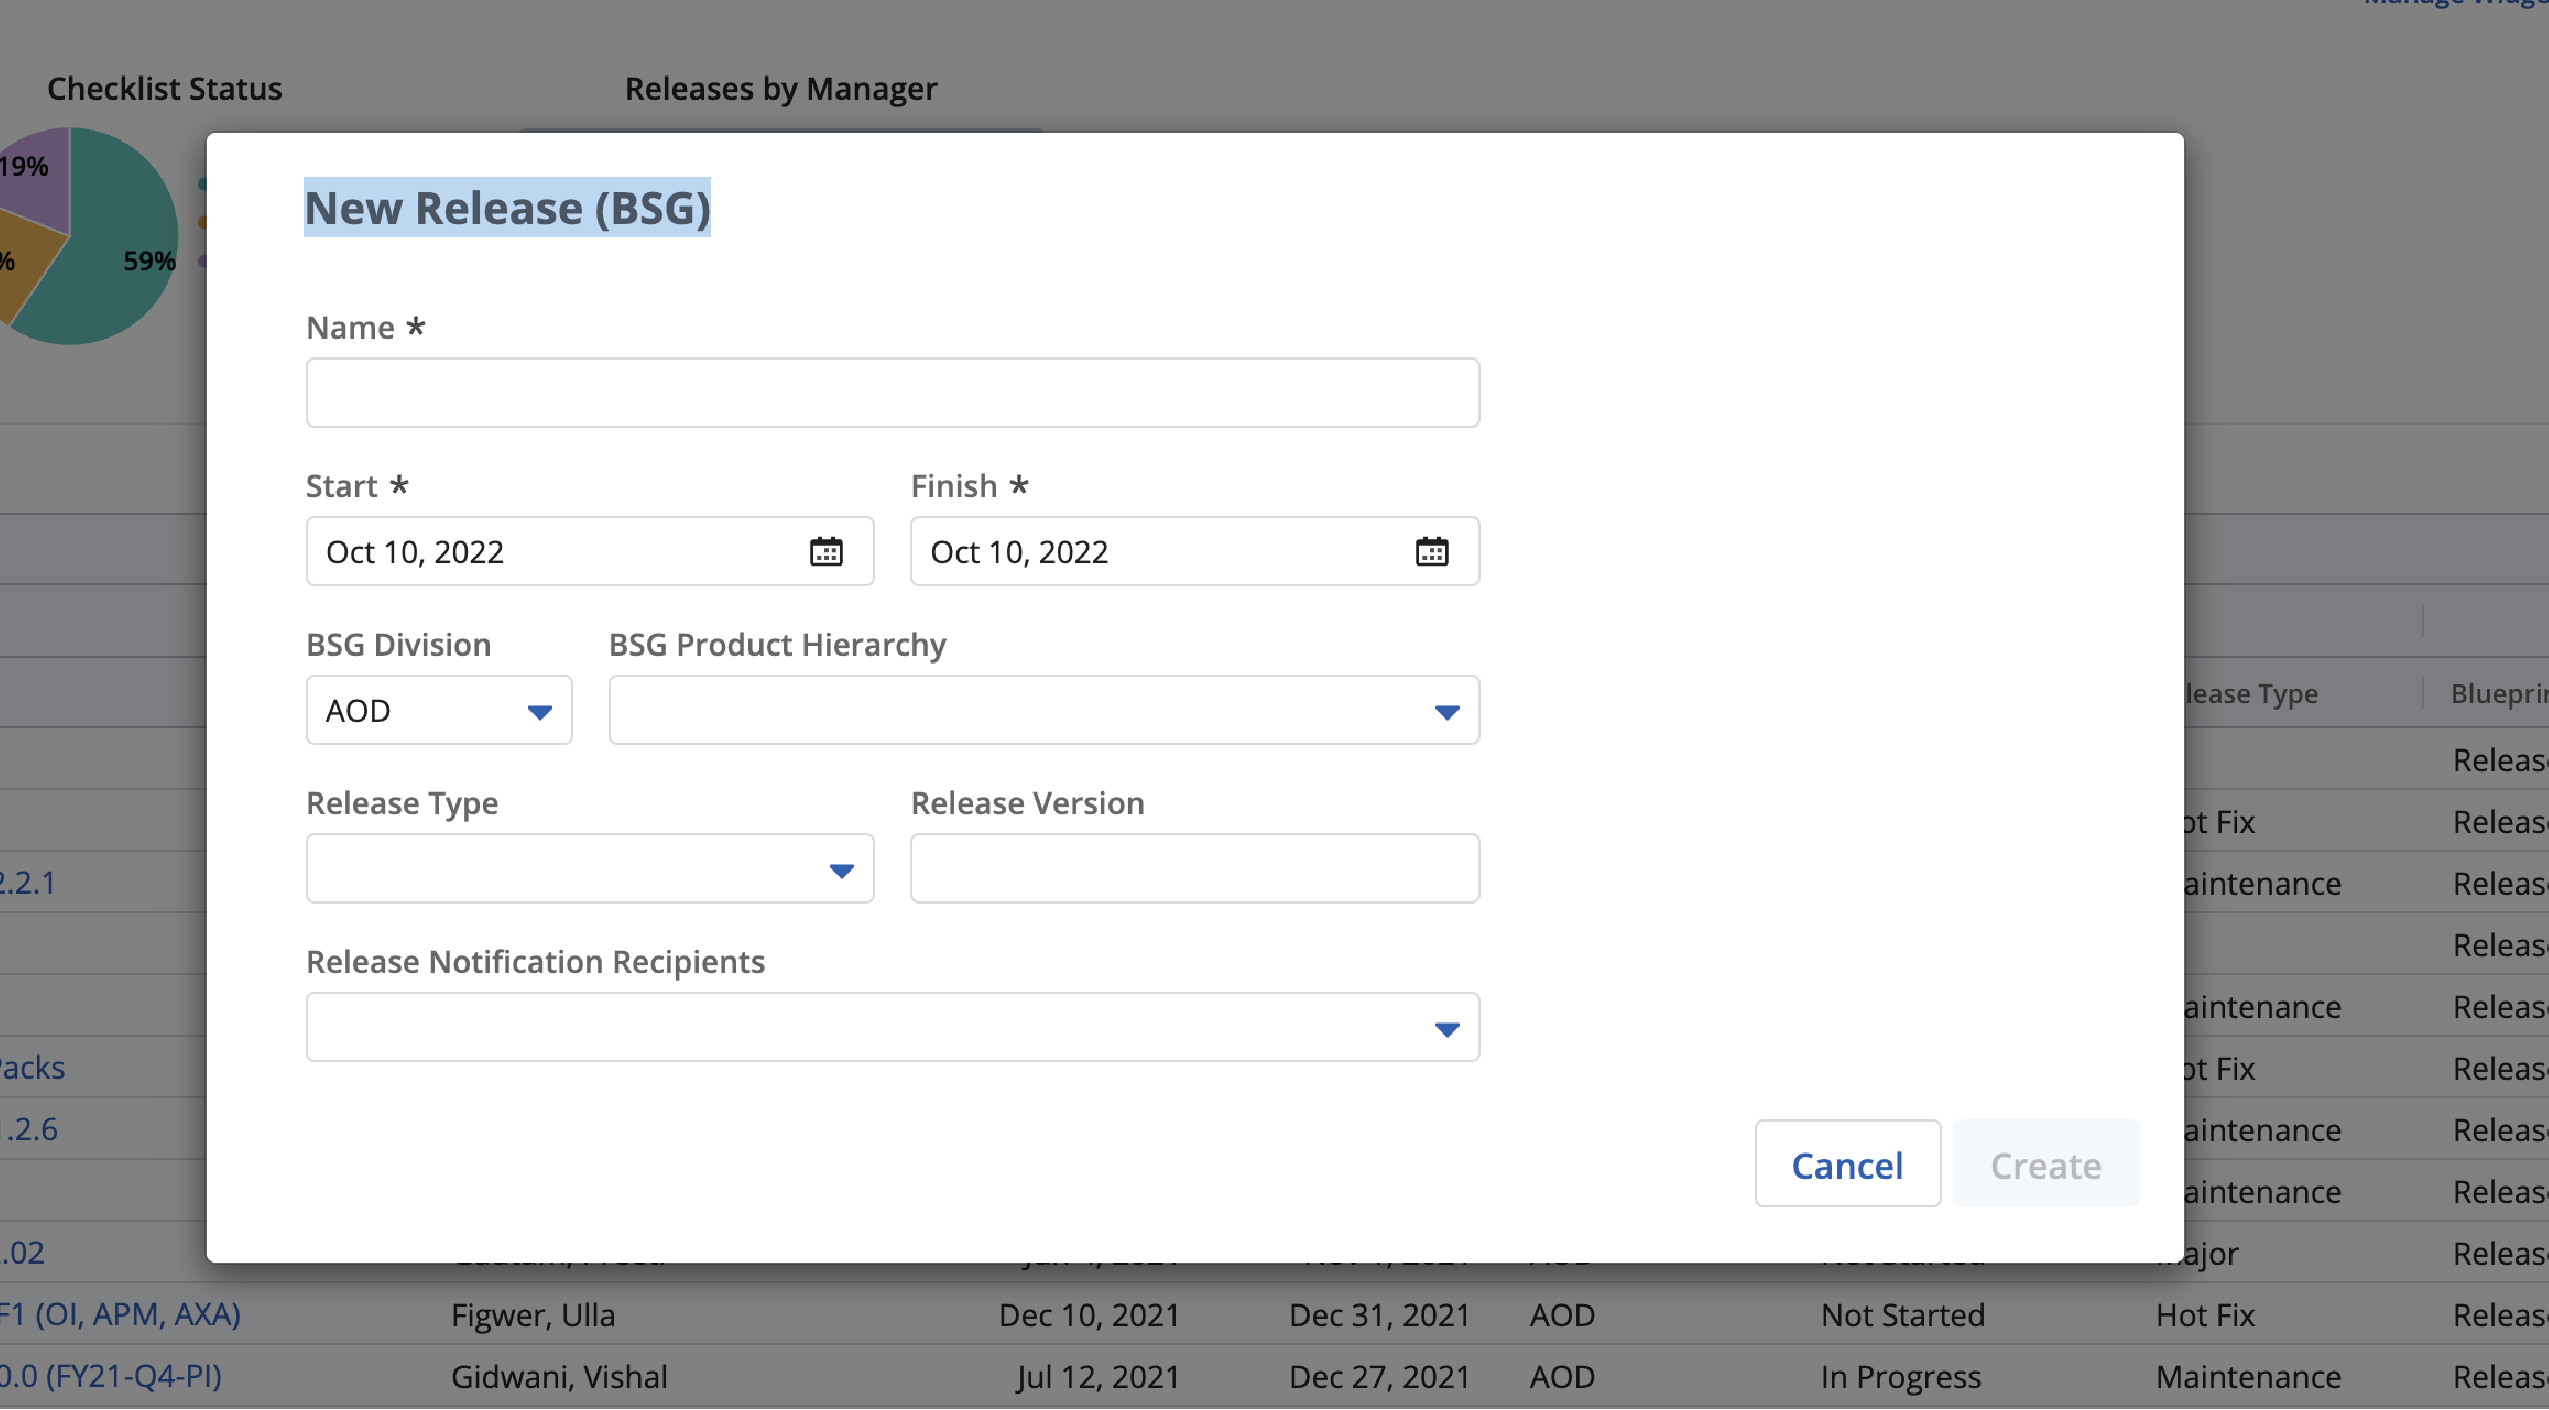 Checklist Status
Releases by Manager
19%
59%
%
New Release (BSG)
Name *
Start *
Finish *
Oct 10, 2022
Oct 10, 2022
BSG Division
BSG Product Hierarchy
AOD
Release Type
Release Version
Release Notification Recipients
Cancel
Create
lease Type
Blueprin
Releas
ot Fix
Releas
2.2.1
aintenance
Releas
Releas
aintenance
Releas
Packs
ot Fix
Releas
.2.6
aintenance
Releas
aintenance
Releas
.02
ajor
Releas
F1 (OI, APM, AXA)
Figwer, Ulla
Dec 10, 2021
Dec 31, 2021
AOD
Not Started
Hot Fix
Releas
0.0 (FY21-Q4-PI)
Gidwani, Vishal
Jul 12, 2021
Dec 27, 2021
AOD
In Progress
Maintenance
Releas